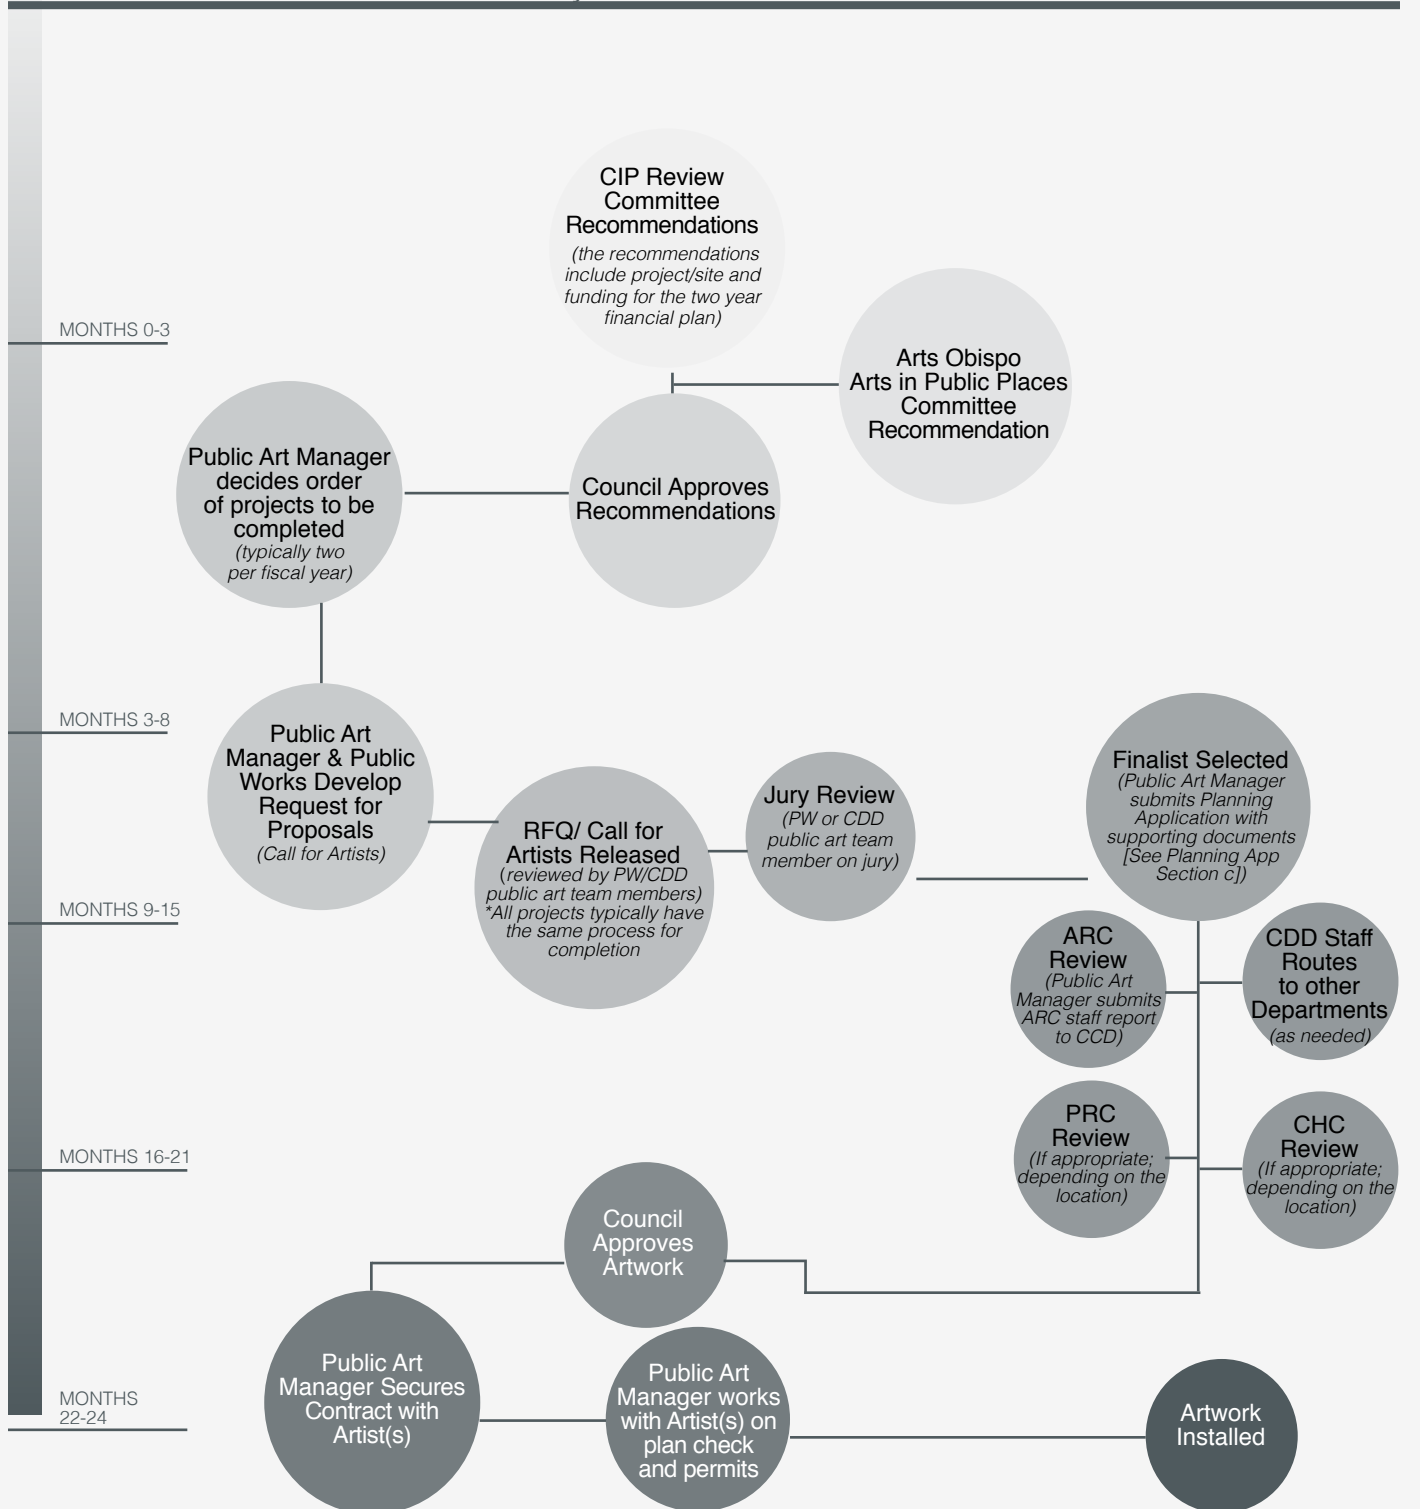 CIP Review
Committee
Recommendations
(the recommendations
include project/site and
funding for the two year
financial plan)
MONTHS 0-3
Arts Obispo
Arts in Public Places
Committee
Recommendation
Public Art Manager
decides order
of projects to be
completed
(typically two
per fiscal year)
Council Approves
Recommendations
MONTHS 3-8
Public Art
Manager & Public
Works Develop
Request for
Proposals
(Call for Artists)
RFQ/ Call for
Artists Released
(reviewed by PW/CDD
public art team members)
*All projects typically have
the same process for
completion
Jury Review
(PW or CDD
public art team
member on jury)
Finalist Selected
(Public Art Manager
submits Planning
Application with
supporting documents
[See Planning App
Section c])
MONTHS 9-15
ARC
Review
(Public Art
Manager submits
ARC staff report
to CCD)
CDD Staff
Routes
to other
Departments
(as needed)
PRC
Review
(If appropriate;
depending on the
location)
CHC
Review
(If appropriate;
depending on the
location)
MONTHS 16-21
Council
Approves
Artwork
Public Art
Manager Secures
Contract with
Artist(s)
Public Art
Manager works
with Artist(s) on
plan check
and permits
Artwork
Installed
MONTHS
22-24